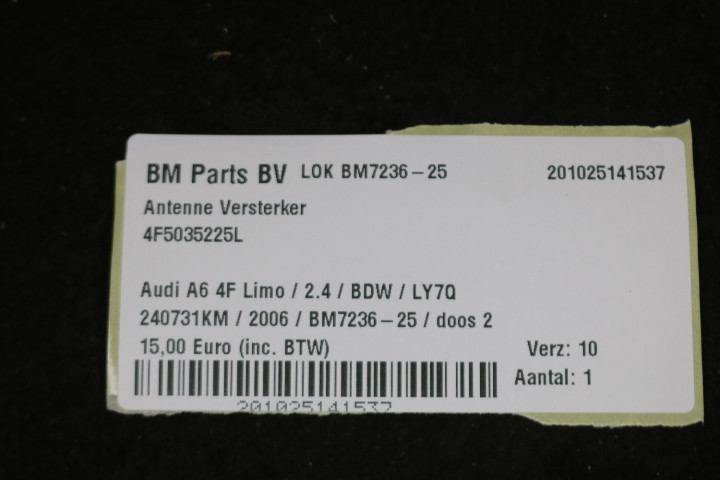 BM Parts BV LOK BM7236-25 201025141537
Antenne Versterker
4F5035225L
Audi A6 4F Limo / 2.4 / BDW / LY7Q
240731KM / 2006 / BM7236-25 / doos 2
15,00 Euro (inc. BTW) Verz: 10
Aantal: 1
201025141537